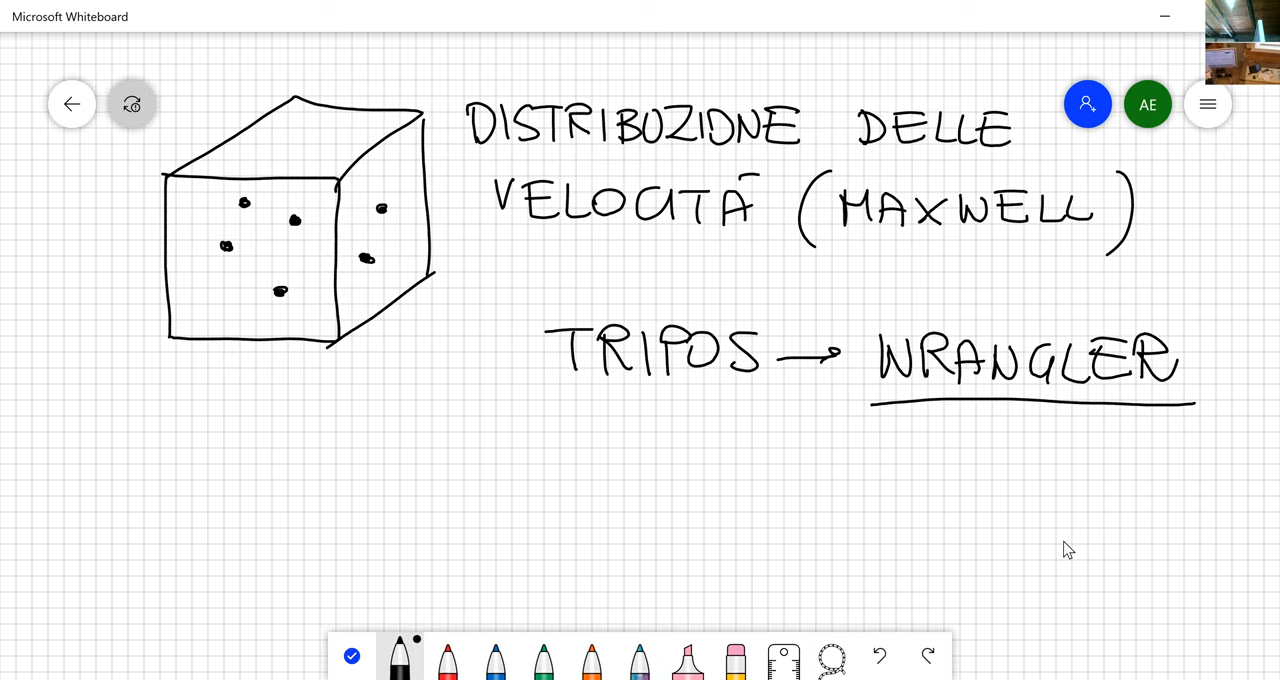 Microsoft Whiteboard
AE
DISTRIBUZIONE DELLE
VELOCITÀ (MAXWELL)
TRIPOS → WRANGLER